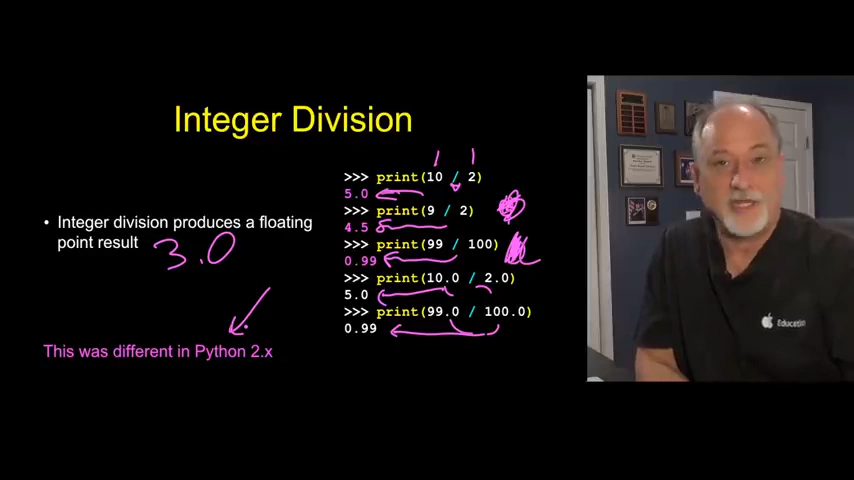 Integer Division
• Integer division produces a floating
point result
3.0
This was different in Python 2.x
>>> print(10 / 2)
5.0
>>> print(9 / 2)
4.5
>>> print(99 / 100)
0.99
>>> print(10.0 / 2.0)
5.0
>>> print(99.0 / 100.0)
0.99
Education